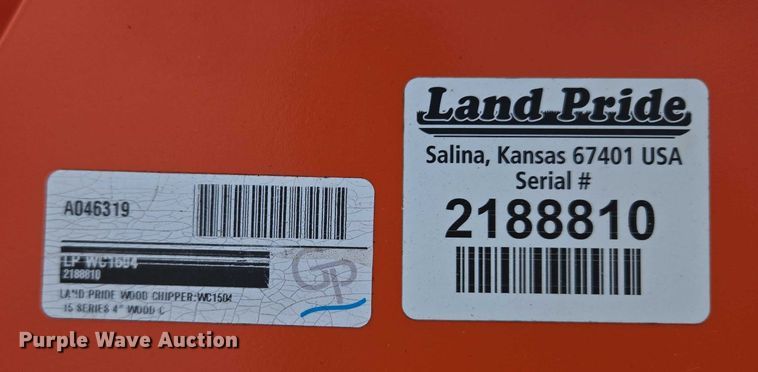 Land Pride
Salina, Kansas 67401 USA
Serial #
2188810
A046319
LP WC1504
2188810
LAND PRIDE WOOD CHIPPER:WC1504
15 SERIES 4" WOOD C
GP
Purple Wave Auction